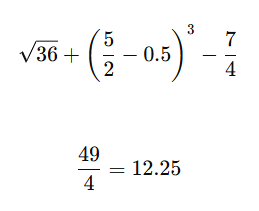 √36 + (5/2 − 0.5)³ − 7/4
49/4 = 12.25